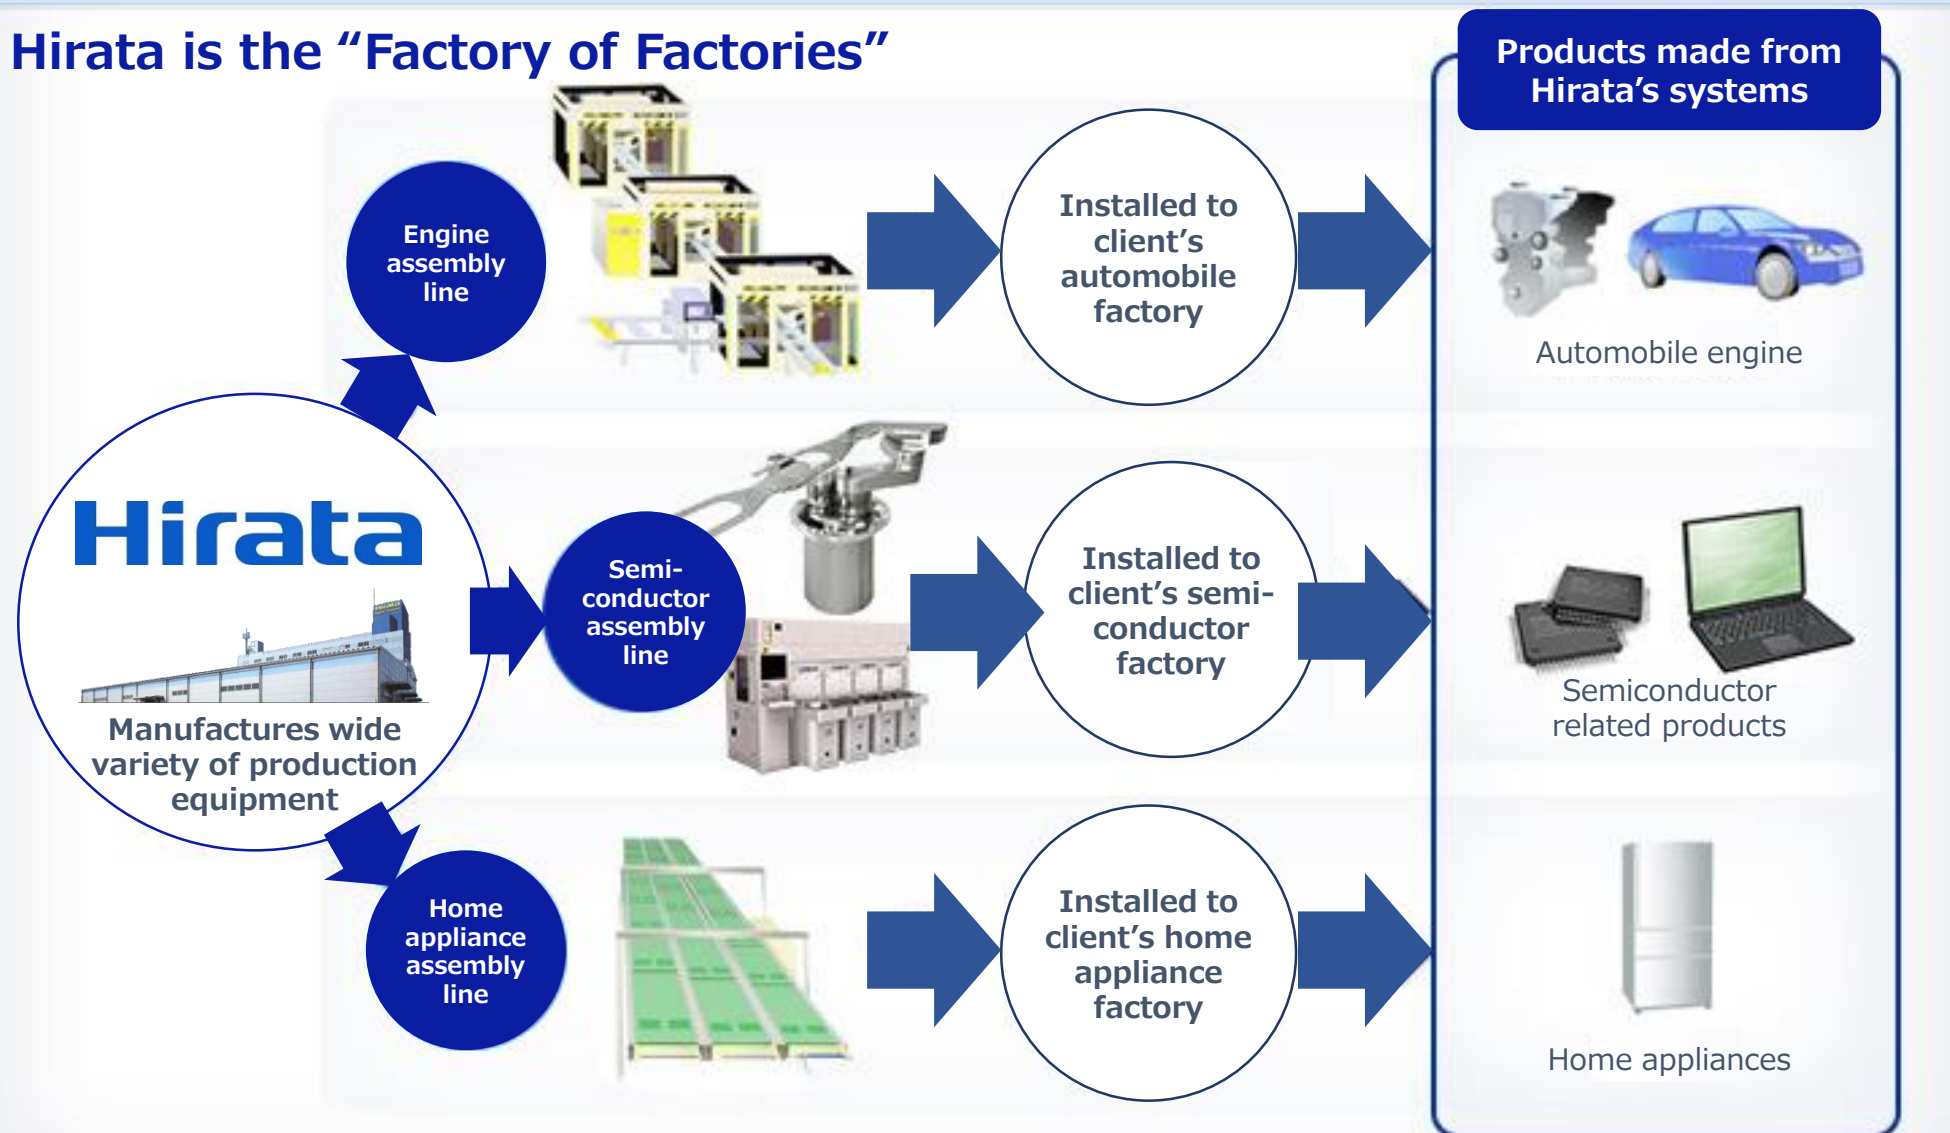 Hirata is the “Factory of Factories”
Products made from
Hirata’s systems
Engine
assembly
line
Installed to
client’s
automobile
factory
Automobile engine
Hirata
Manufactures wide
variety of production
equipment
Semi-
conductor
assembly
line
Installed to
client’s semi-
conductor
factory
Semiconductor
related products
Home
appliance
assembly
line
Installed to
client’s home
appliance
factory
Home appliances